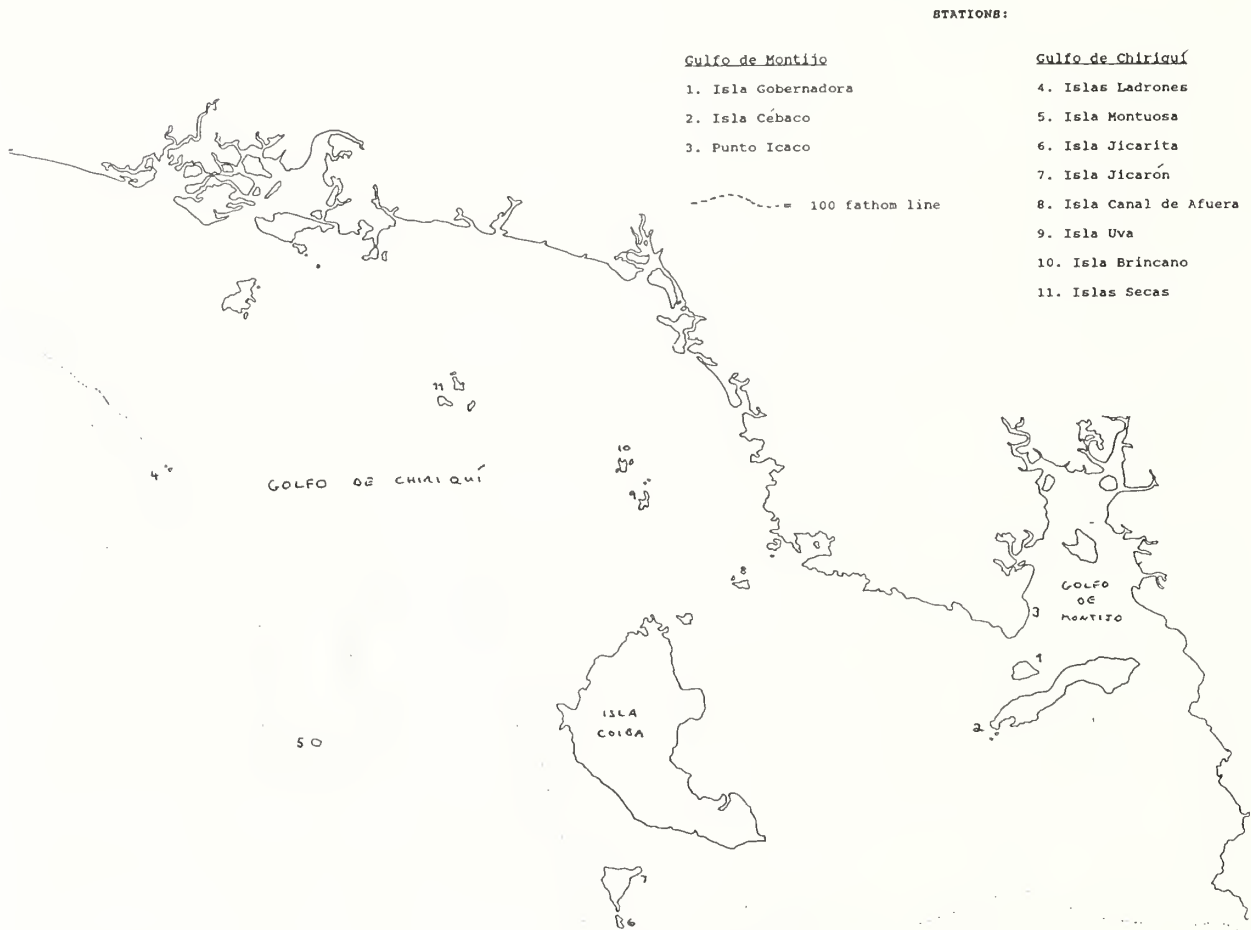 STATIONS:
Gulfo de Montijo
1. Isla Gobernadora
2. Isla Cébaco
3. Punto Icaco
= 100 fathom line
Gulfo de Chiriquí
4. Islas Ladrones
5. Isla Montuosa
6. Isla Jicarita
7. Isla Jicarón
8. Isla Canal de Afuera
9. Isla Uva
10. Isla Brincano
11. Islas Secas
11
10
4
GOLFO DE CHIRIQUÍ
9
8
GOLFO
DE
MONTIJO
3
1
ISLA
COIBA
2
5
7
6